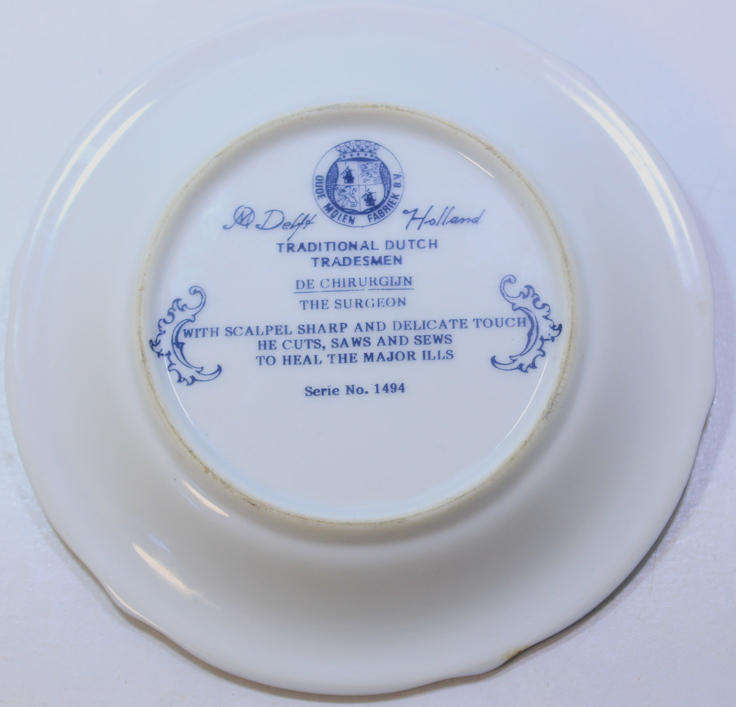 OUDE MOLEN FABRIEK B.V.
Delft Holland
TRADITIONAL DUTCH
TRADESMEN
DE CHIRURGIJN
THE SURGEON
WITH SCALPEL SHARP AND DELICATE TOUCH
HE CUTS, SAWS AND SEWS
TO HEAL THE MAJOR ILLS
Serie No. 1494